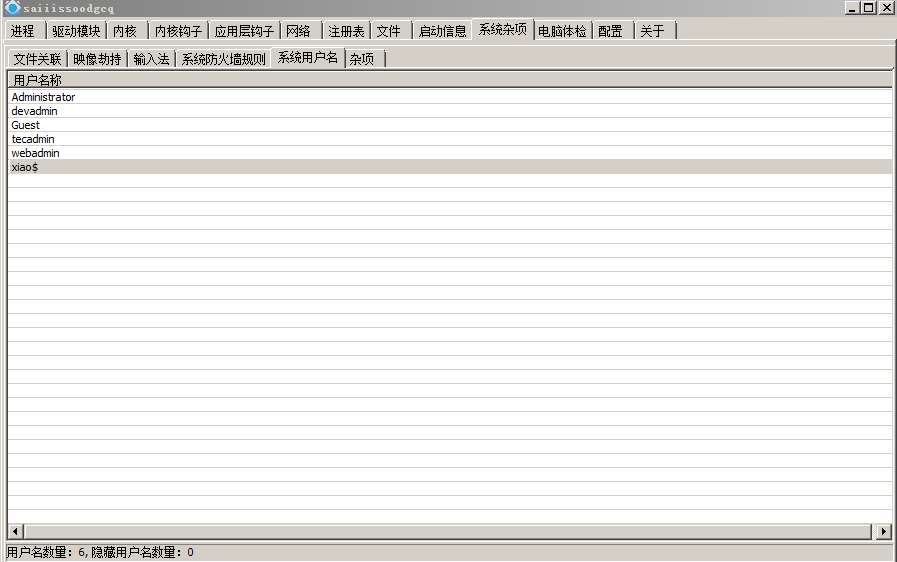 saiiissoodgcq
进程 驱动模块 内核 内核钩子 应用层钩子 网络 注册表 文件 启动信息 系统杂项 电脑体检 配置 关于
文件关联 映像劫持 输入法 系统防火墙规则 系统用户名 杂项
用户名称
Administrator
devadmin
Guest
tecadmin
webadmin
xiao$
用户名数量: 6, 隐藏用户名数量: 0